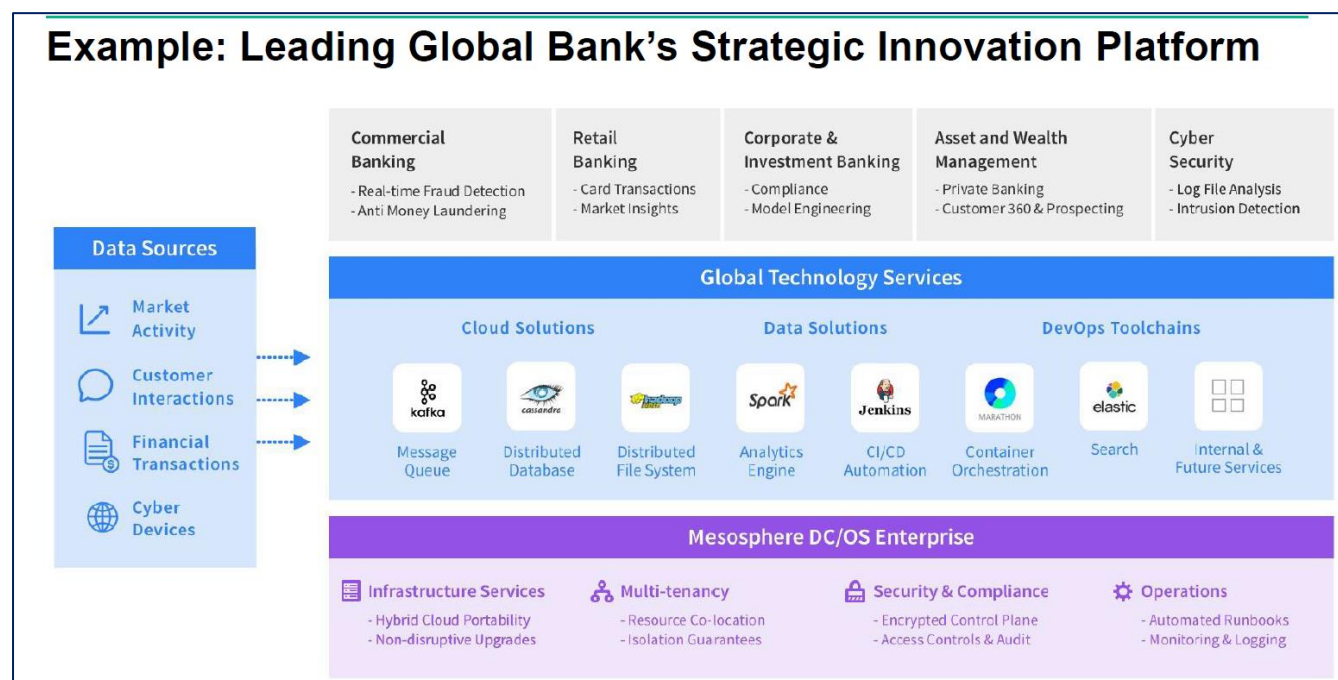 Example: Leading Global Bank's Strategic Innovation Platform
Commercial
Banking
- Real-time Fraud Detection
- Anti Money Laundering
Retail
Banking
- Card Transactions
- Market Insights
Corporate &
Investment Banking
- Compliance
- Model Engineering
Asset and Wealth
Management
- Private Banking
- Customer 360 & Prospecting
Cyber
Security
- Log File Analysis
- Intrusion Detection
Data Sources
Market
Activity
Customer
Interactions
Financial
Transactions
Cyber
Devices
Global Technology Services
Cloud Solutions
Data Solutions
DevOps Toolchains
kafka
Message
Queue
cassandra
Distributed
Database
hadoop
Distributed
File System
Spark
Analytics
Engine
Jenkins
CI/CD
Automation
MARATHON
Container
Orchestration
elastic
Search
Internal &
Future Services
Mesosphere DC/OS Enterprise
Infrastructure Services
- Hybrid Cloud Portability
- Non-disruptive Upgrades
Multi-tenancy
- Resource Co-location
- Isolation Guarantees
Security & Compliance
- Encrypted Control Plane
- Access Controls & Audit
Operations
- Automated Runbooks
- Monitoring & Logging